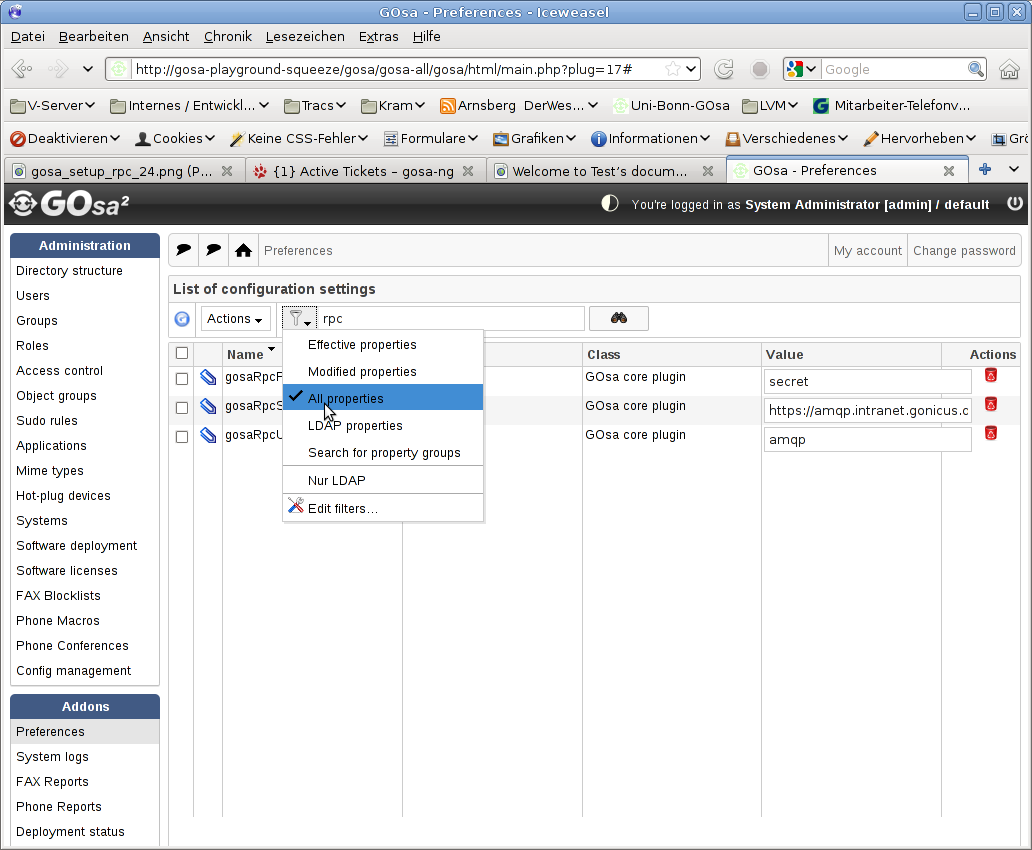 GOsa - Preferences - Iceweasel
Datei Bearbeiten Ansicht Chronik Lesezeichen Extras Hilfe
http://gosa-playground-squeeze/gosa/gosa-all/gosa/html/main.php?plug=17# Google
V-Server Internes / Entwickl... Tracs Kram Arnsberg DerWes... Uni-Bonn-GOsa LVM Mitarbeiter-Telefonv...
Deaktivieren Cookies Keine CSS-Fehler Formulare Grafiken Informationen Verschiedenes Hervorheben
gosa_setup_rpc_24.png (P... {1} Active Tickets – gosa-ng Welcome to Test's docum... GOsa - Preferences
GOsa² You're logged in as System Administrator [admin] / default
Administration
Directory structure
Users
Groups
Roles
Access control
Object groups
Sudo rules
Applications
Mime types
Hot-plug devices
Systems
Software deployment
Software licenses
FAX Blocklists
Phone Macros
Phone Conferences
Config management
Addons
Preferences
System logs
FAX Reports
Phone Reports
Deployment status
Preferences My account Change password
List of configuration settings
Actions rpc
Name Class Value Actions
gosaRpc GOsa core plugin secret
gosaRpcS GOsa core plugin https://amqp.intranet.gonicus.c
gosaRpcU GOsa core plugin amqp
Effective properties
Modified properties
All properties
LDAP properties
Search for property groups
Nur LDAP
Edit filters...